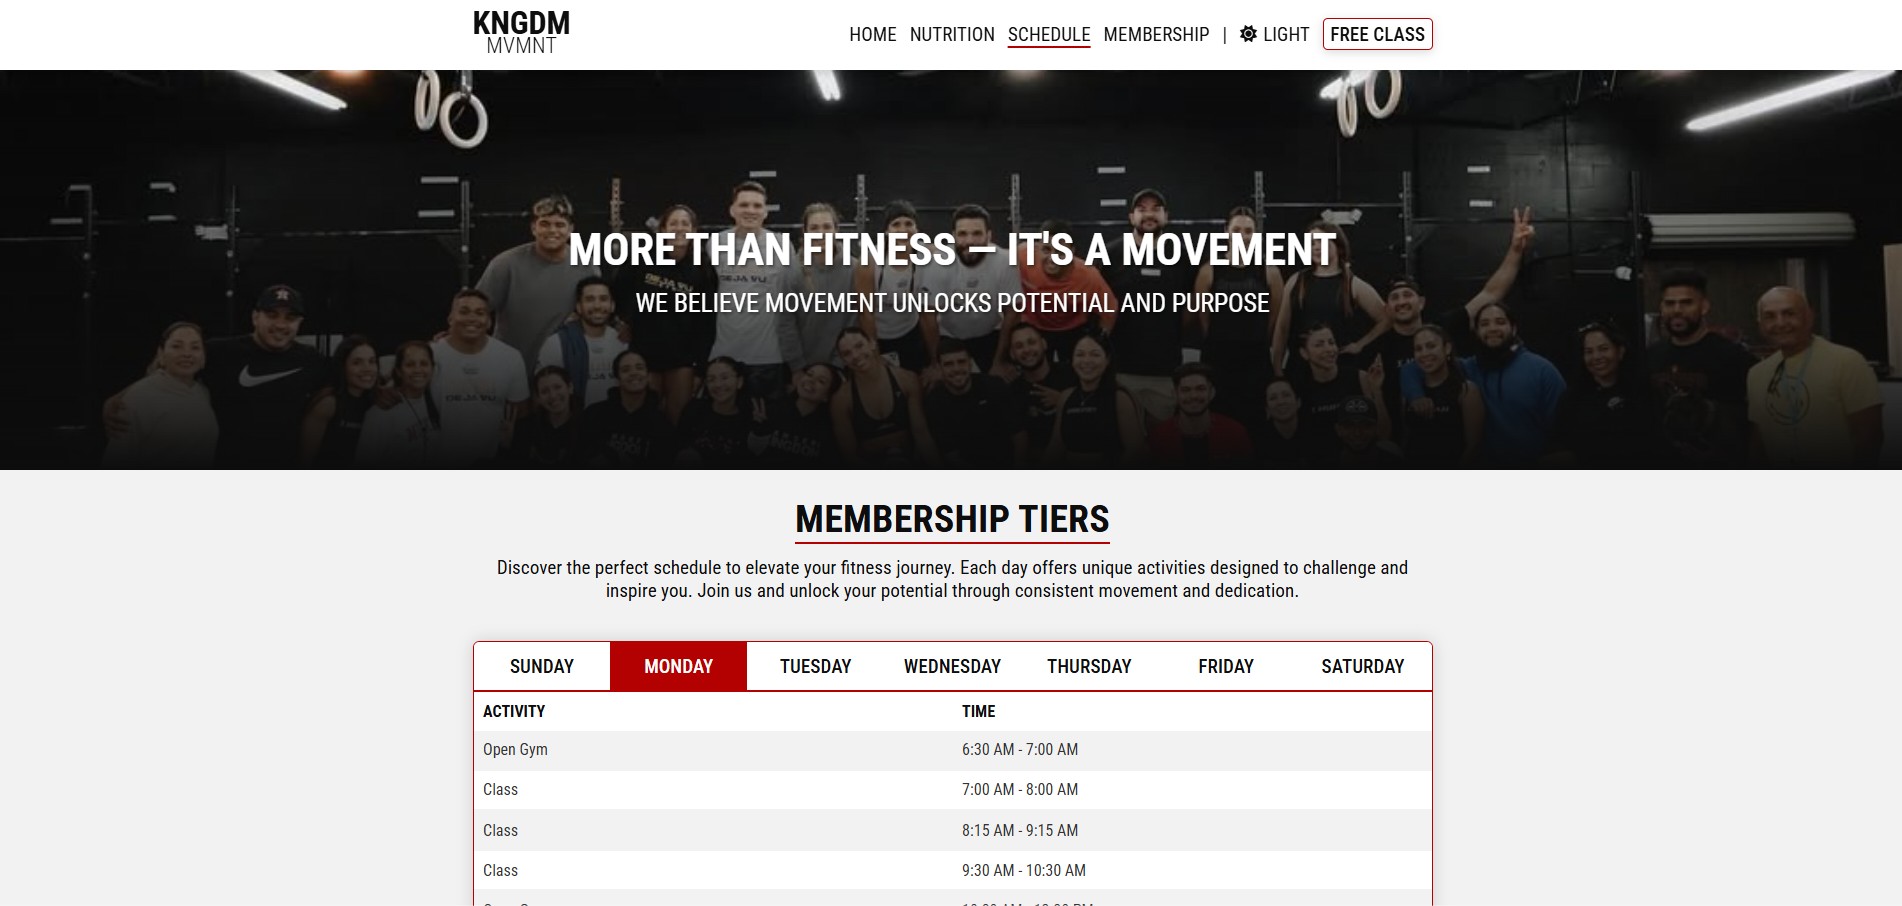 KNGDM
MVMNT
HOME NUTRITION SCHEDULE MEMBERSHIP | LIGHT FREE CLASS
MORE THAN FITNESS — IT'S A MOVEMENT
WE BELIEVE MOVEMENT UNLOCKS POTENTIAL AND PURPOSE
MEMBERSHIP TIERS
Discover the perfect schedule to elevate your fitness journey. Each day offers unique activities designed to challenge and
inspire you. Join us and unlock your potential through consistent movement and dedication.
SUNDAY MONDAY TUESDAY WEDNESDAY THURSDAY FRIDAY SATURDAY
ACTIVITY TIME
Open Gym 6:30 AM - 7:00 AM
Class 7:00 AM - 8:00 AM
Class 8:15 AM - 9:15 AM
Class 9:30 AM - 10:30 AM